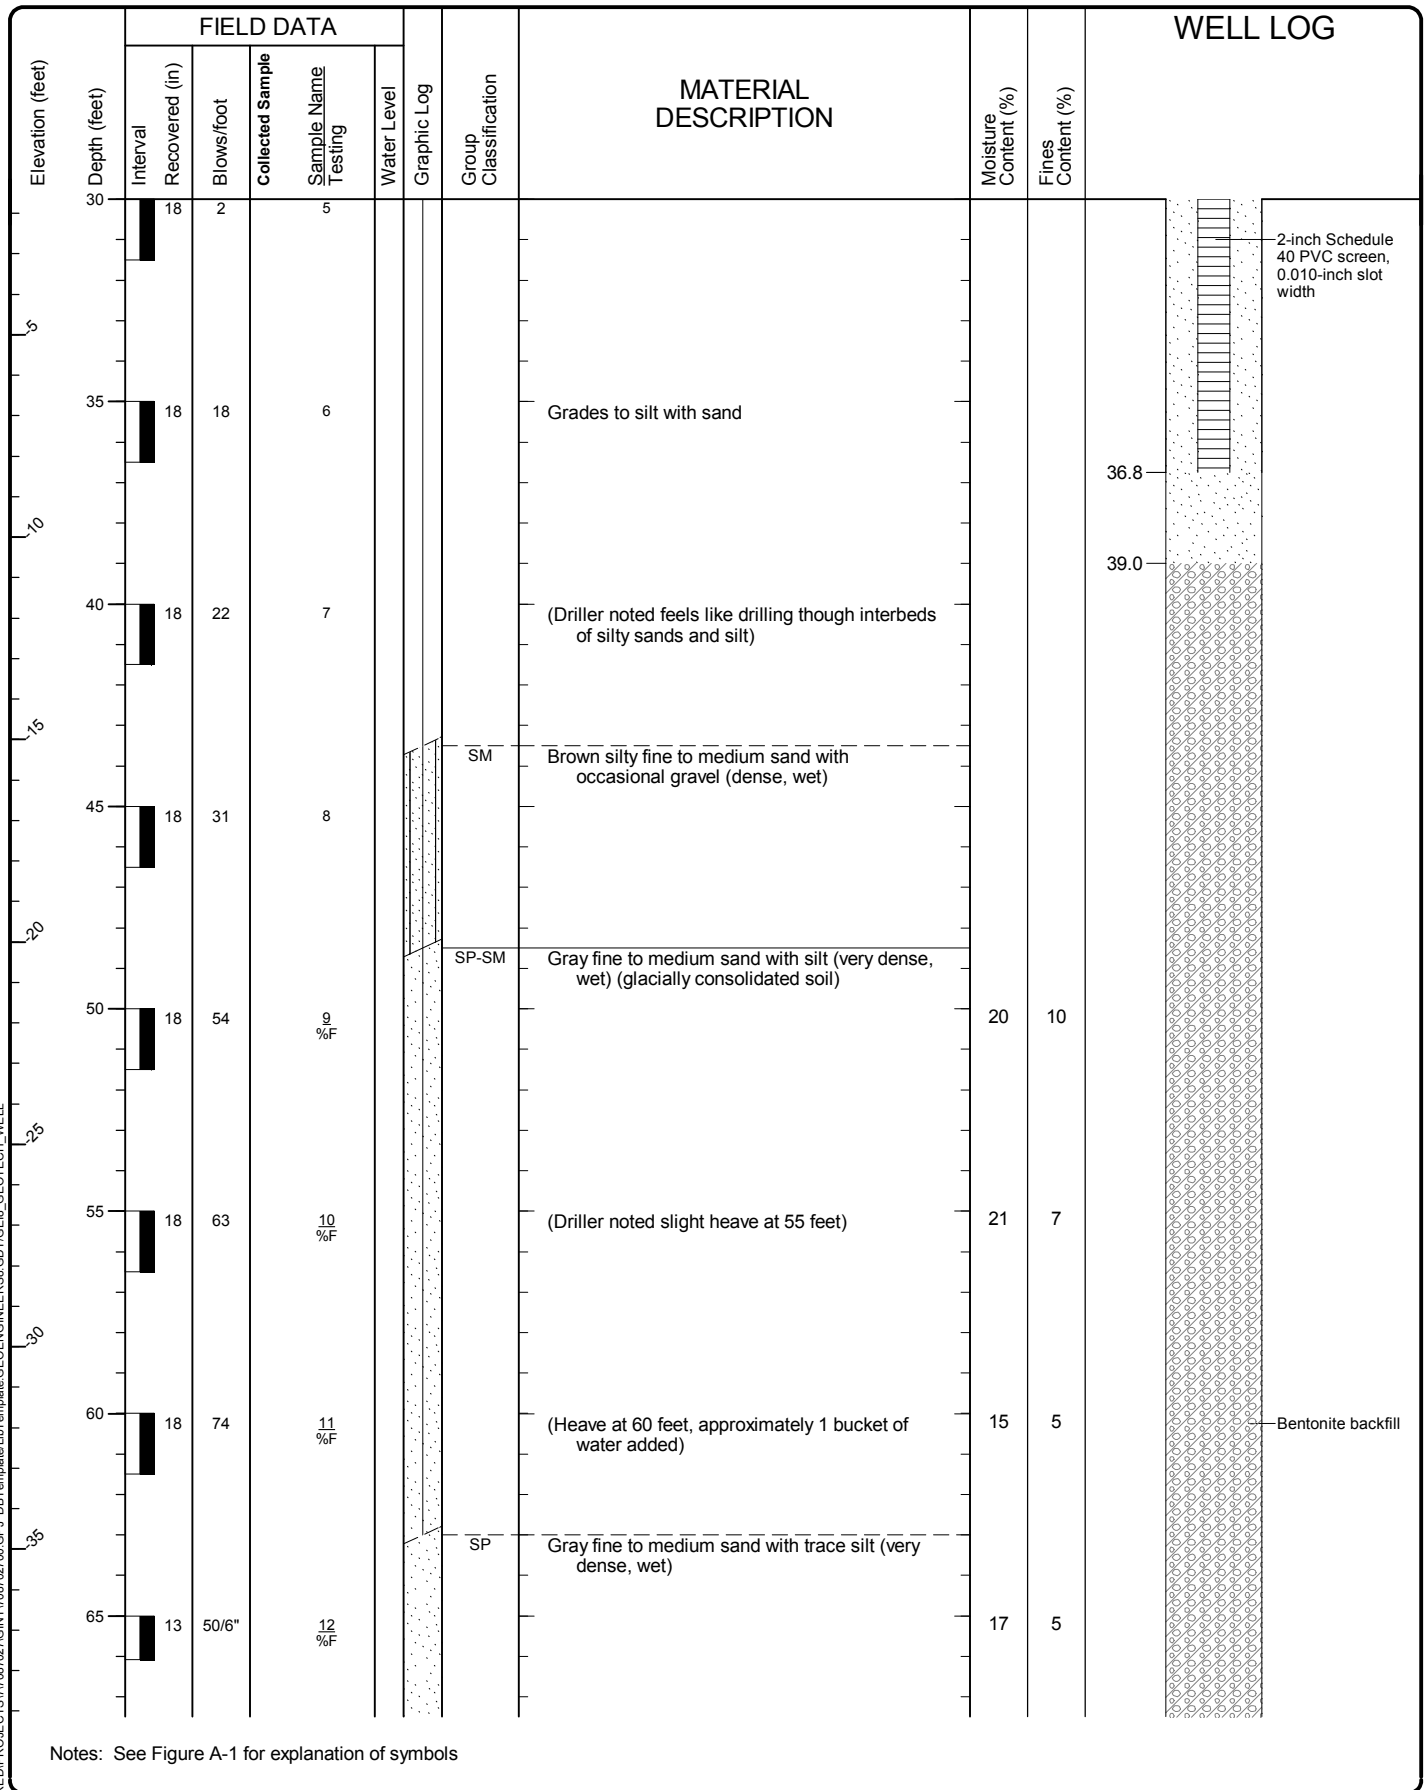 FIELD DATA
WELL LOG
Elevation (feet)
Depth (feet)
Interval
Recovered (in)
Blows/foot
Collected Sample
Sample Name
Testing
Water Level
Graphic Log
Group
Classification
MATERIAL
DESCRIPTION
Moisture
Content (%)
Fines
Content (%)
30
18
2
5
2-inch Schedule
40 PVC screen,
0.010-inch slot
width
-5
35
18
18
6
Grades to silt with sand
36.8
-10
39.0
40
18
22
7
(Driller noted feels like drilling though interbeds
of silty sands and silt)
-15
SM
Brown silty fine to medium sand with
occasional gravel (dense, wet)
45
18
31
8
-20
SP-SM
Gray fine to medium sand with silt (very dense,
wet) (glacially consolidated soil)
50
18
54
9
%F
20
10
-25
55
18
63
10
%F
(Driller noted slight heave at 55 feet)
21
7
-30
60
18
74
11
%F
(Heave at 60 feet, approximately 1 bucket of
water added)
15
5
Bentonite backfill
-35
SP
Gray fine to medium sand with trace silt (very
dense, wet)
65
13
50/6"
12
%F
17
5
Notes: See Figure A-1 for explanation of symbols